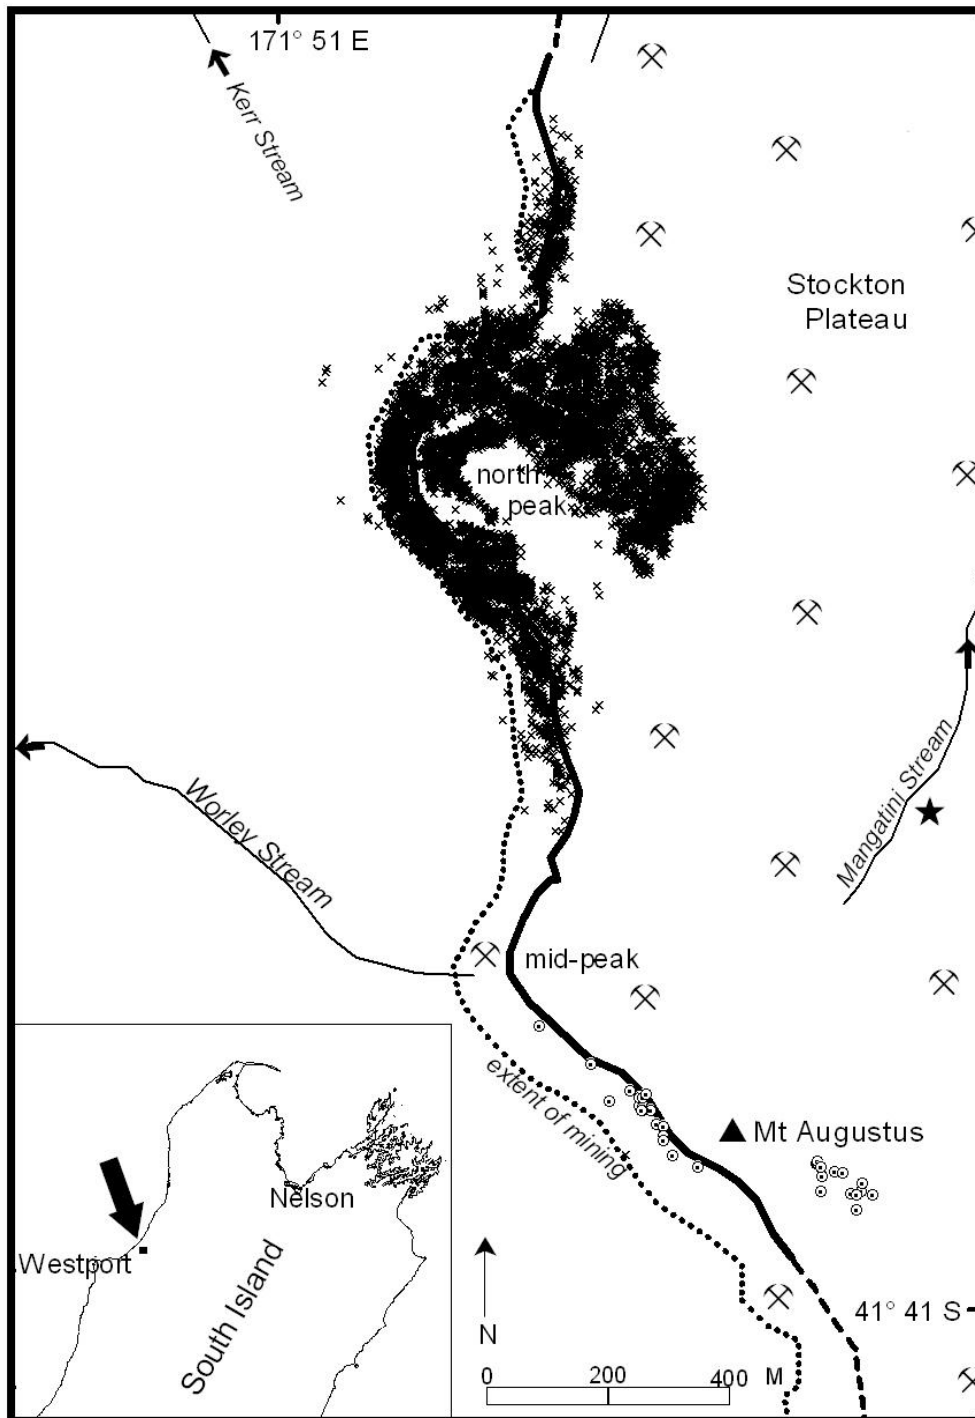 171° 51 E
Kerr Stream
Stockton
Plateau
north
peak
Mangatini Stream
Worley Stream
mid-peak
extent of mining
Mt Augustus
Nelson
Westport
South Island
41° 41 S
N
0 200 400 M